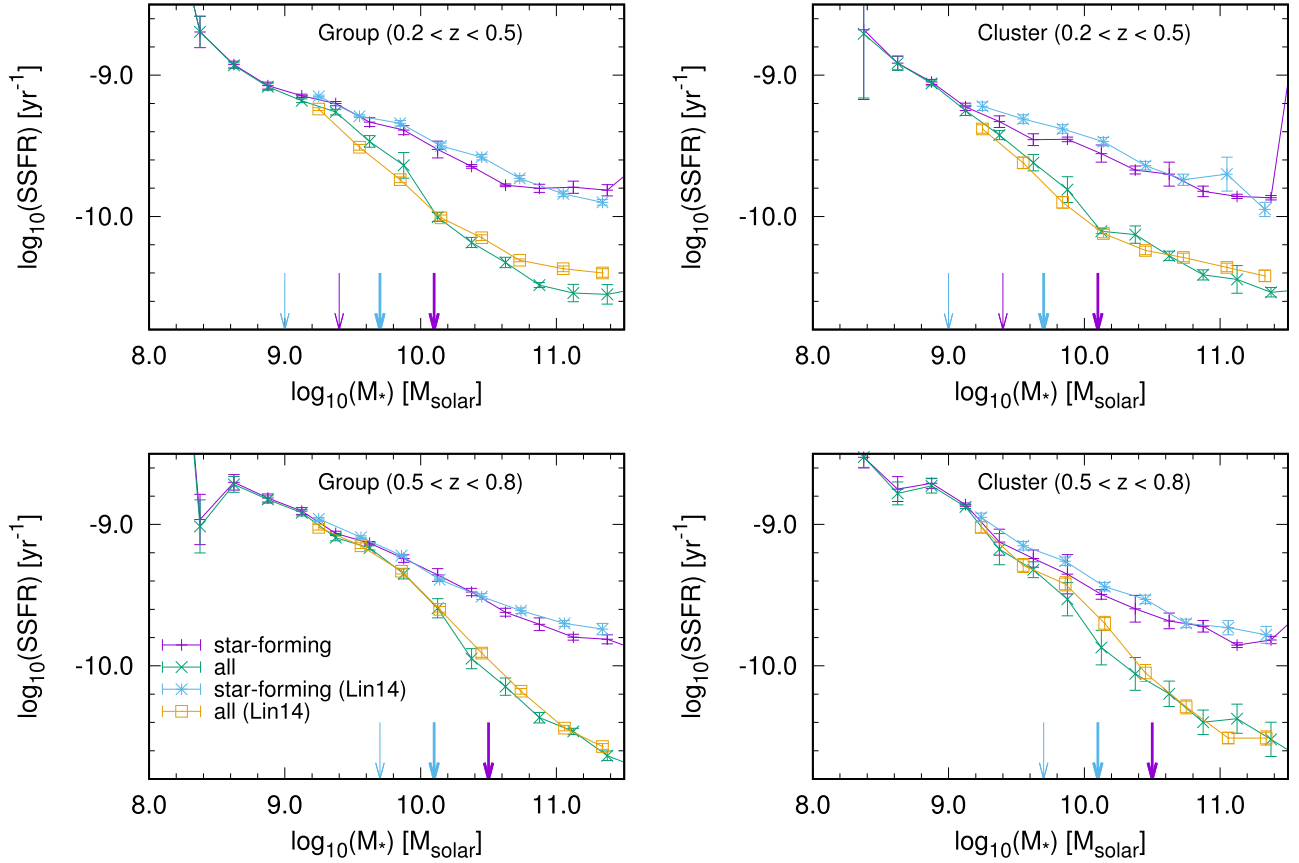 Group (0.2 < z < 0.5)
log₁₀(SSFR) [yr⁻¹]
-9.0
-10.0
8.0 9.0 10.0 11.0
log₁₀(M*) [Msolar]
Cluster (0.2 < z < 0.5)
log₁₀(SSFR) [yr⁻¹]
-9.0
-10.0
8.0 9.0 10.0 11.0
log₁₀(M*) [Msolar]
Group (0.5 < z < 0.8)
log₁₀(SSFR) [yr⁻¹]
-9.0
-10.0
star-forming
all
star-forming (Lin14)
all (Lin14)
8.0 9.0 10.0 11.0
log₁₀(M*) [Msolar]
Cluster (0.5 < z < 0.8)
log₁₀(SSFR) [yr⁻¹]
-9.0
-10.0
8.0 9.0 10.0 11.0
log₁₀(M*) [Msolar]